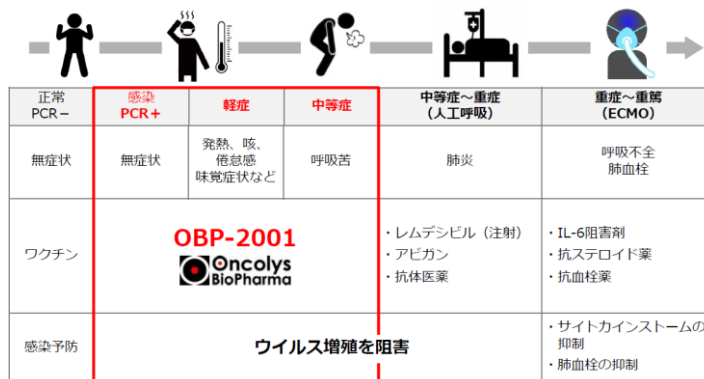 正常
PCR－
感染
PCR+
軽症
中等症
中等症～重症
（人工呼吸）
重症～重篤
（ECMO）
無症状
無症状
発熱、咳、
倦怠感
味覚症状など
呼吸苦
肺炎
呼吸不全
肺血栓
ワクチン
OBP-2001
Oncolys
BioPharma
・レムデシビル（注射）
・アビガン
・抗体医薬
・IL-6阻害剤
・抗ステロイド薬
・抗血栓薬
感染予防
ウイルス増殖を阻害
・サイトカインストームの
抑制
・肺血栓の抑制